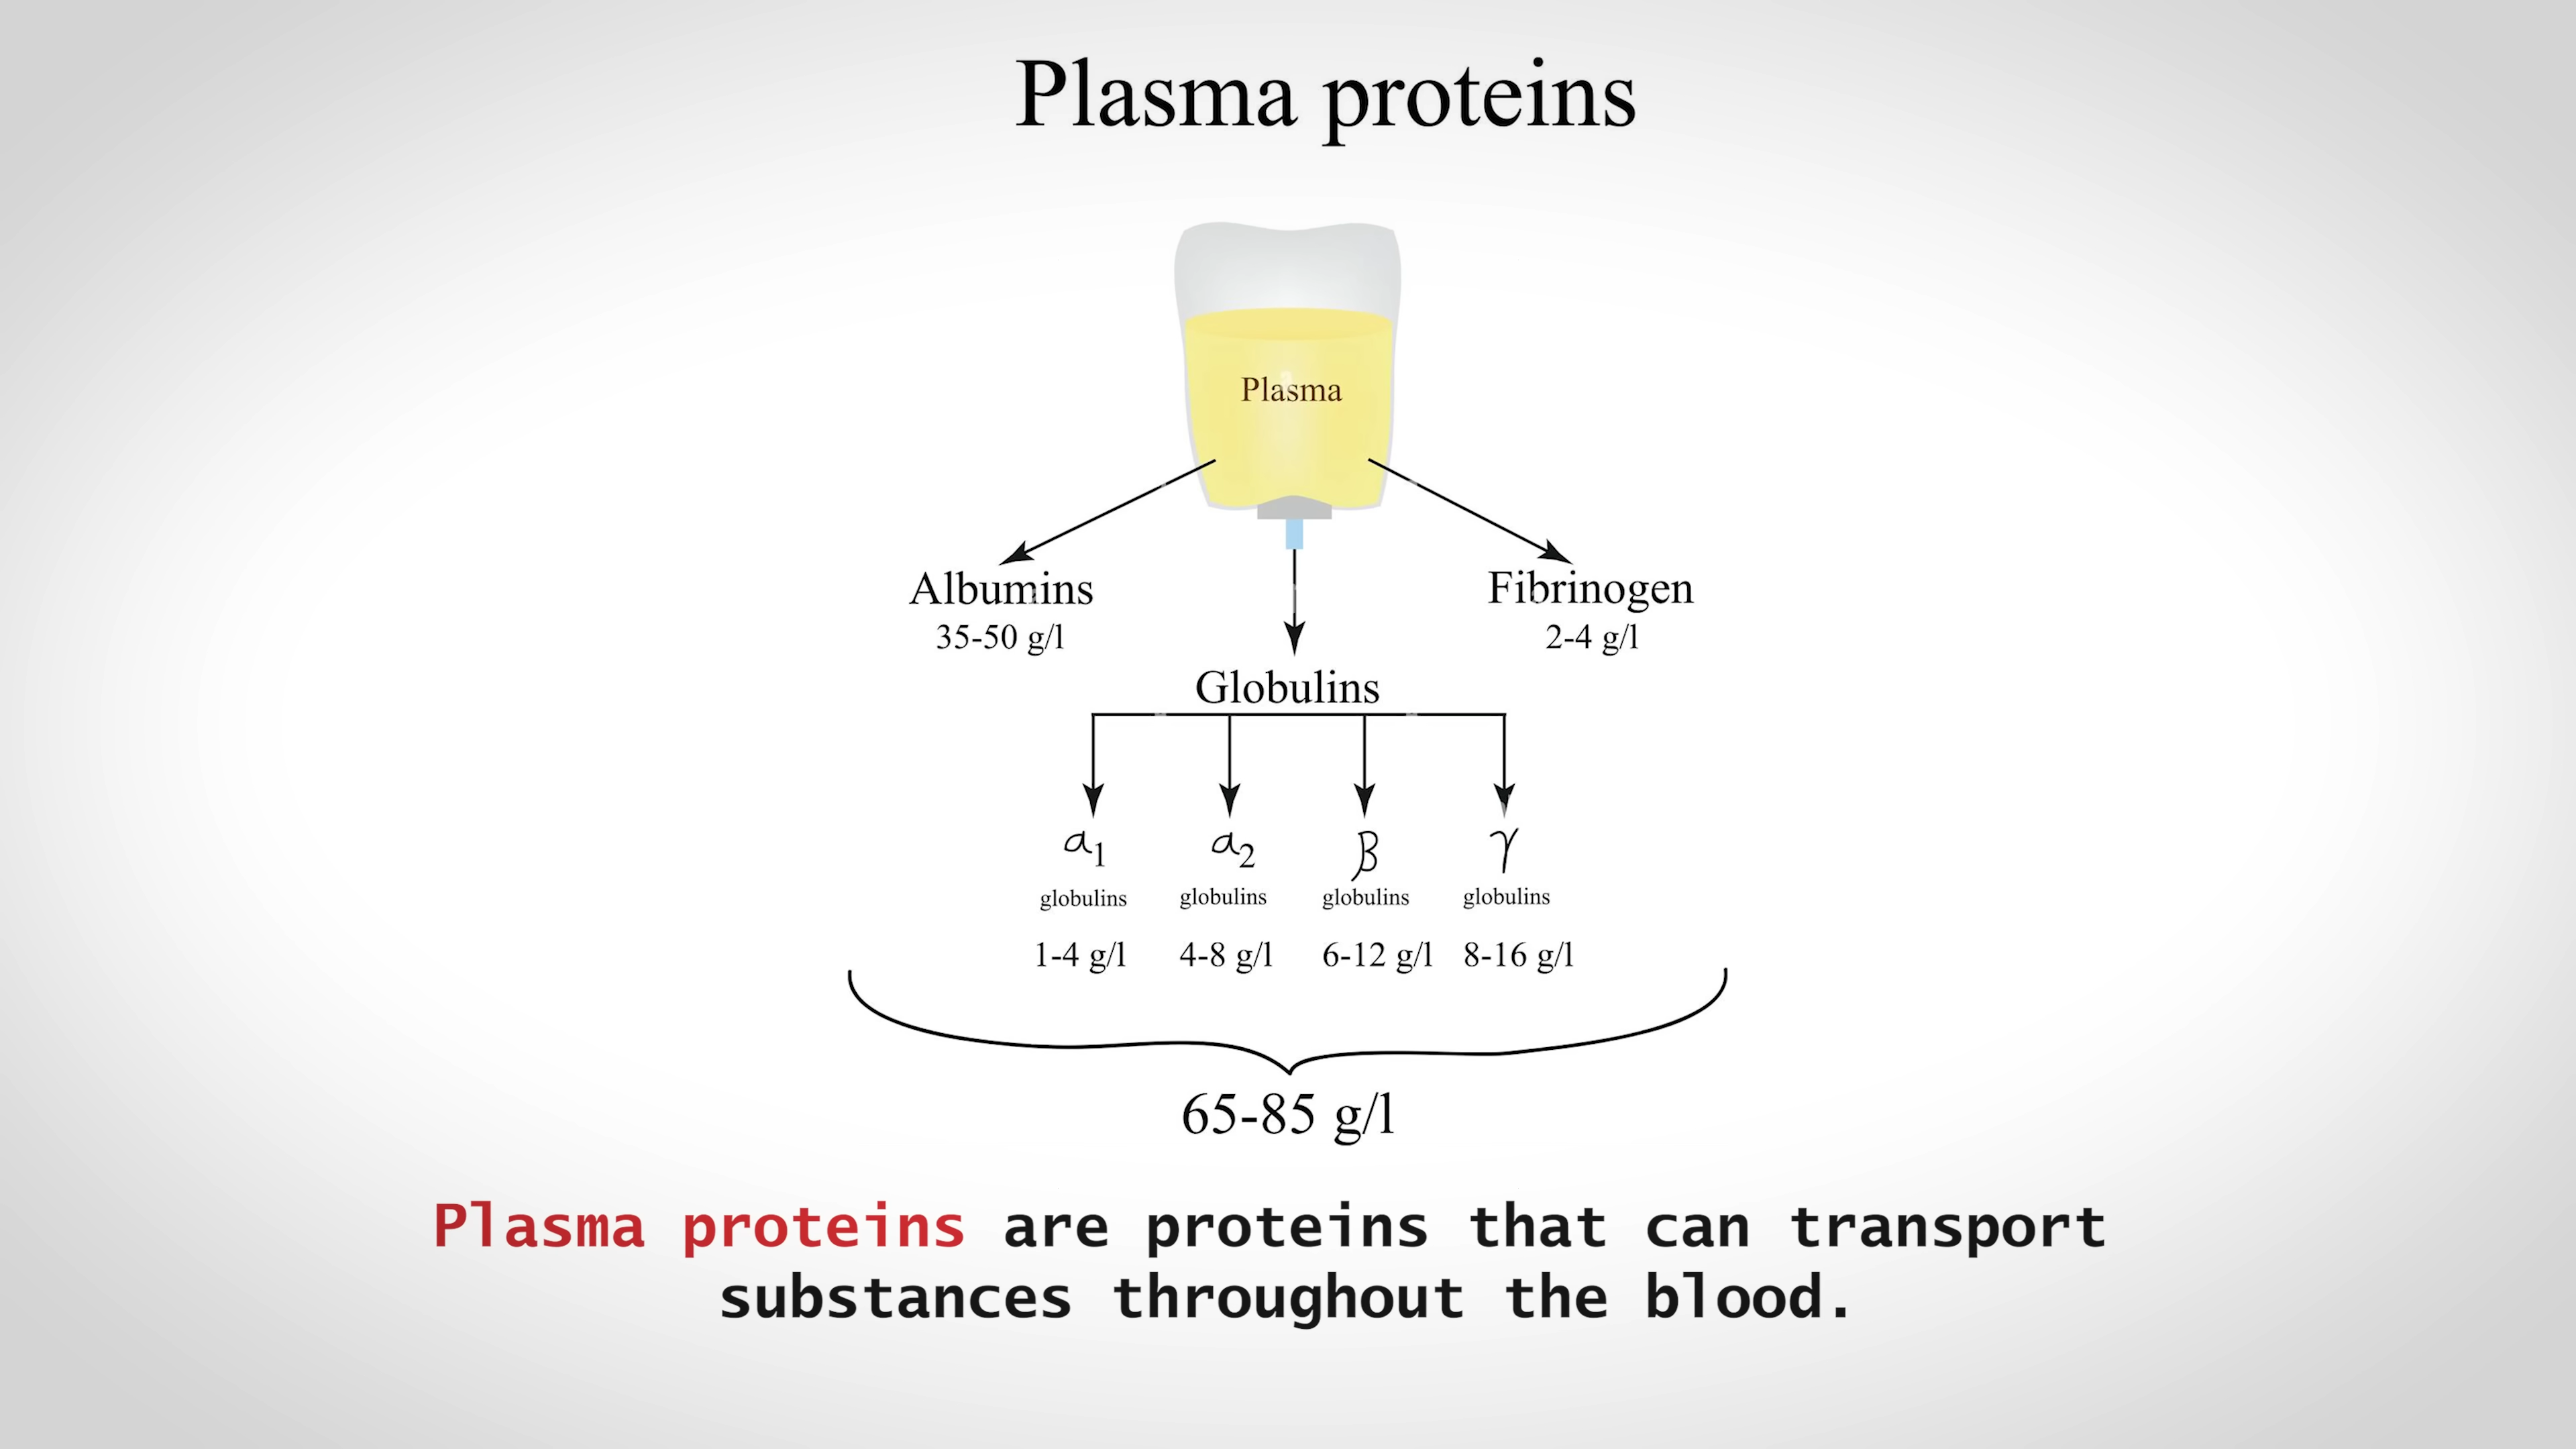 Plasma proteins
Plasma
Albumins
35-50 g/l
Fibrinogen
2-4 g/l
Globulins
α1 α2 β γ
globulins globulins globulins globulins
1-4 g/l 4-8 g/l 6-12 g/l 8-16 g/l
65-85 g/l
Plasma proteins are proteins that can transport
substances throughout the blood.